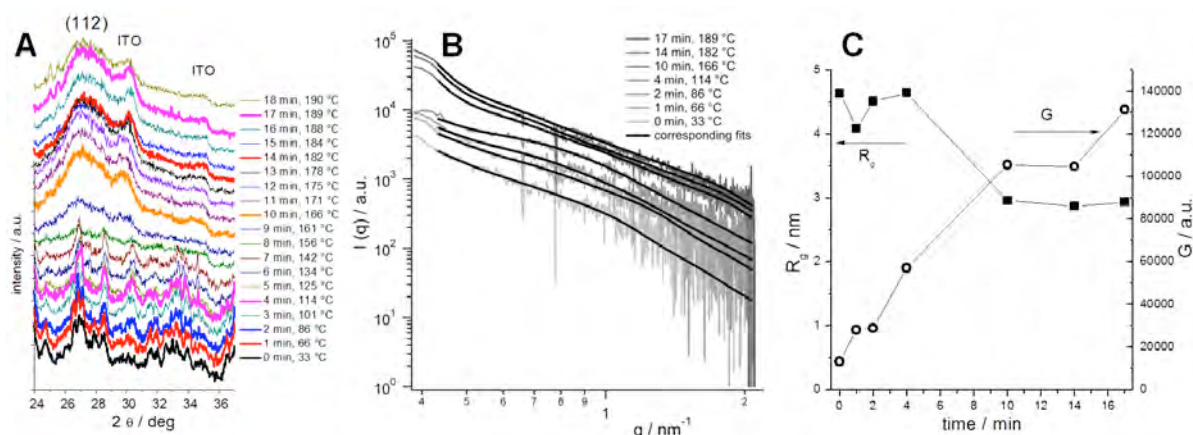 A
(112)
ITO
ITO
18 min, 190 °C
17 min, 189 °C
16 min, 188 °C
15 min, 184 °C
14 min, 182 °C
13 min, 178 °C
12 min, 175 °C
11 min, 171 °C
10 min, 166 °C
9 min, 161 °C
8 min, 156 °C
7 min, 142 °C
6 min, 134 °C
5 min, 125 °C
4 min, 114 °C
3 min, 101 °C
2 min, 86 °C
1 min, 66 °C
0 min, 33 °C
intensity / a.u.
24 26 28 30 32 34 36
2 θ / deg
B
17 min, 189 °C
14 min, 182 °C
10 min, 166 °C
4 min, 114 °C
2 min, 86 °C
1 min, 66 °C
0 min, 33 °C
corresponding fits
I (q) / a.u.
10⁵
10⁴
10³
10²
10¹
10⁰
4 5 6 7 8 9 1 2
q / nm⁻¹
C
R_g / nm
5
4
3
2
1
0
R_g
G
G / a.u.
140000
120000
100000
80000
60000
40000
20000
0
0 2 4 6 8 10 12 14 16
time / min